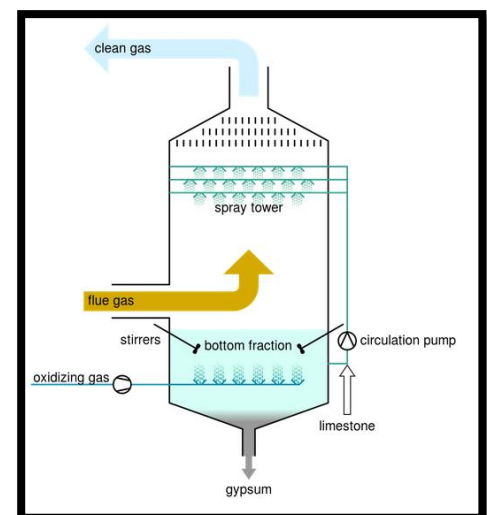 clean gas
spray tower
flue gas
stirrers
bottom fraction
circulation pump
oxidizing gas
limestone
gypsum